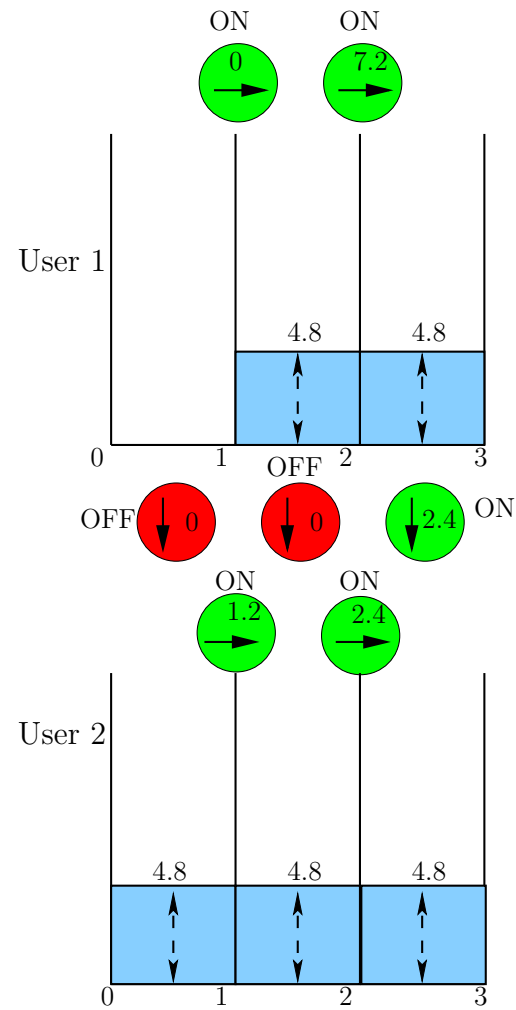 ON ON
0 7.2
User 1
4.8 4.8
0 1 2 3
OFF
OFF 0 0 2.4 ON
ON ON
1.2 2.4
User 2
4.8 4.8 4.8
0 1 2 3